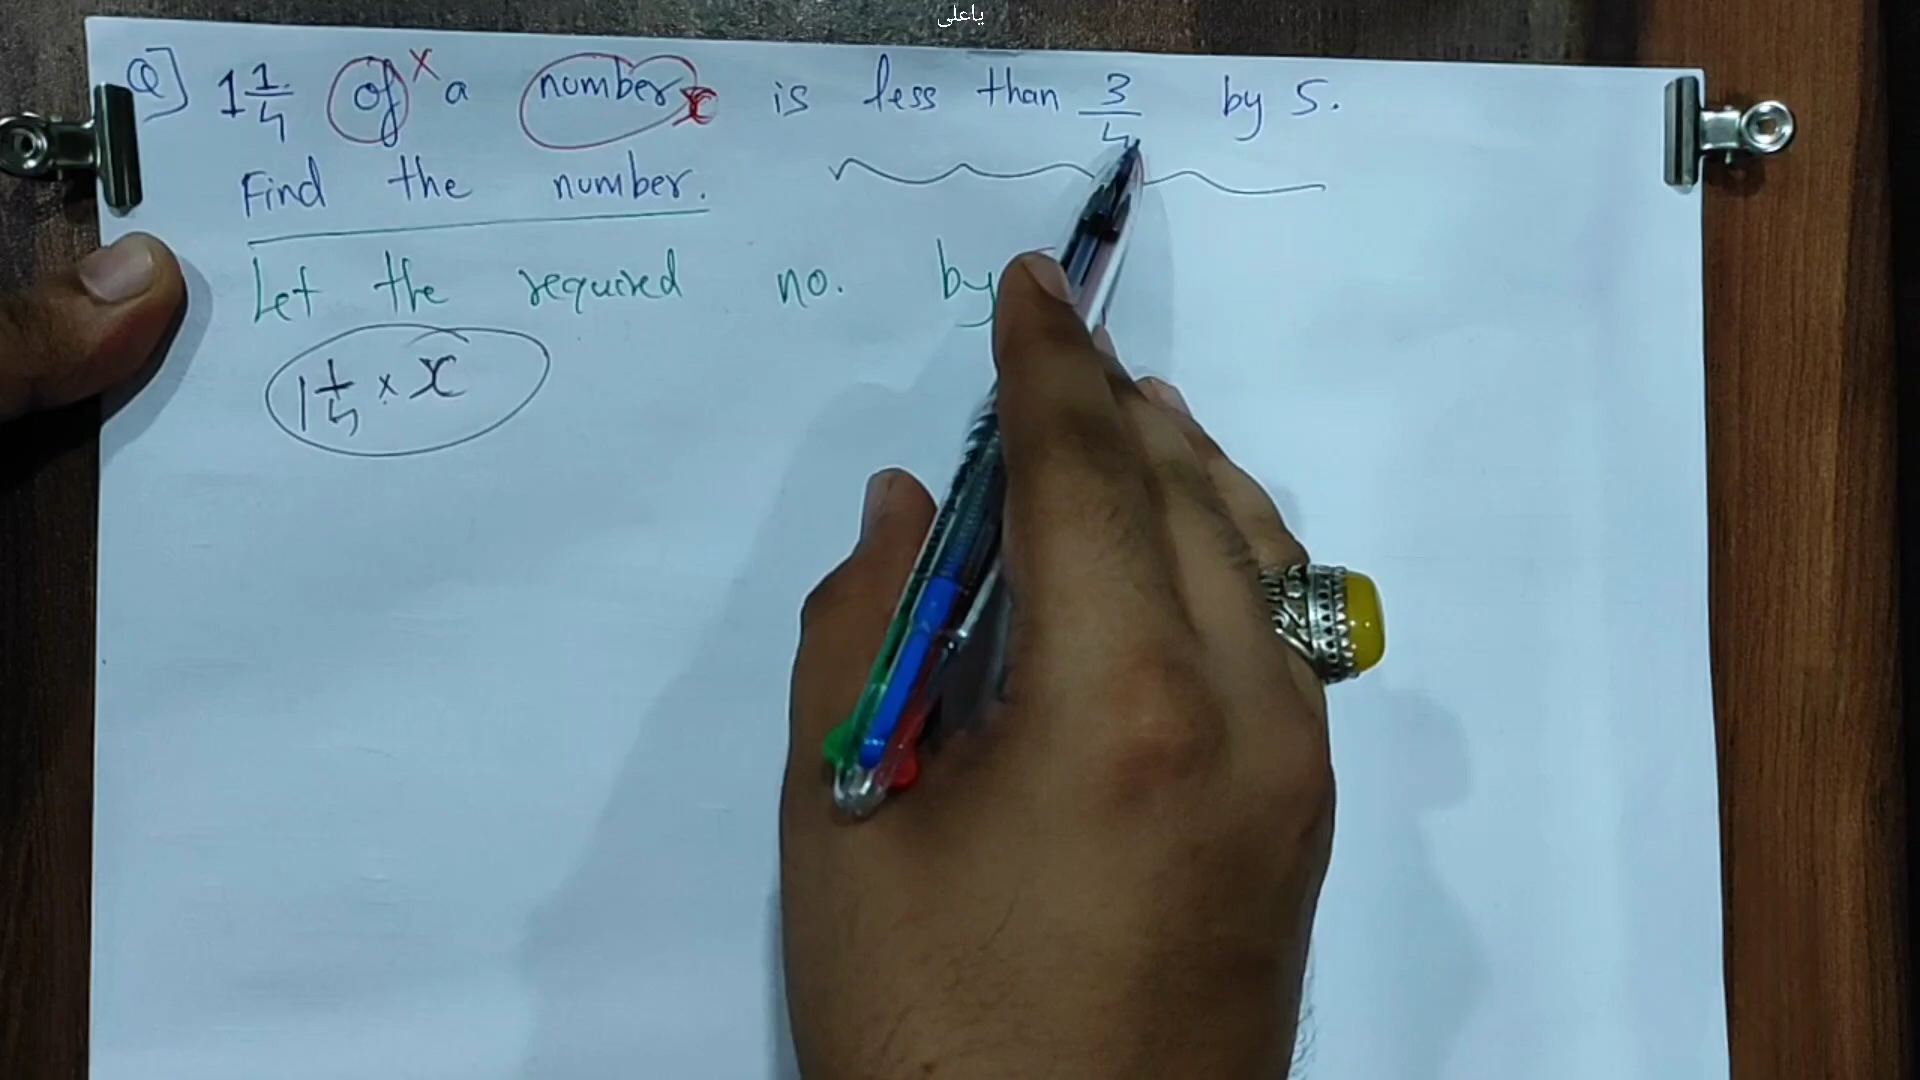 ياعلى
Q] 1 1/4 of x a number x is less than 3/4 by 5.
Find the number.
Let the required no. by
1 1/4 × x